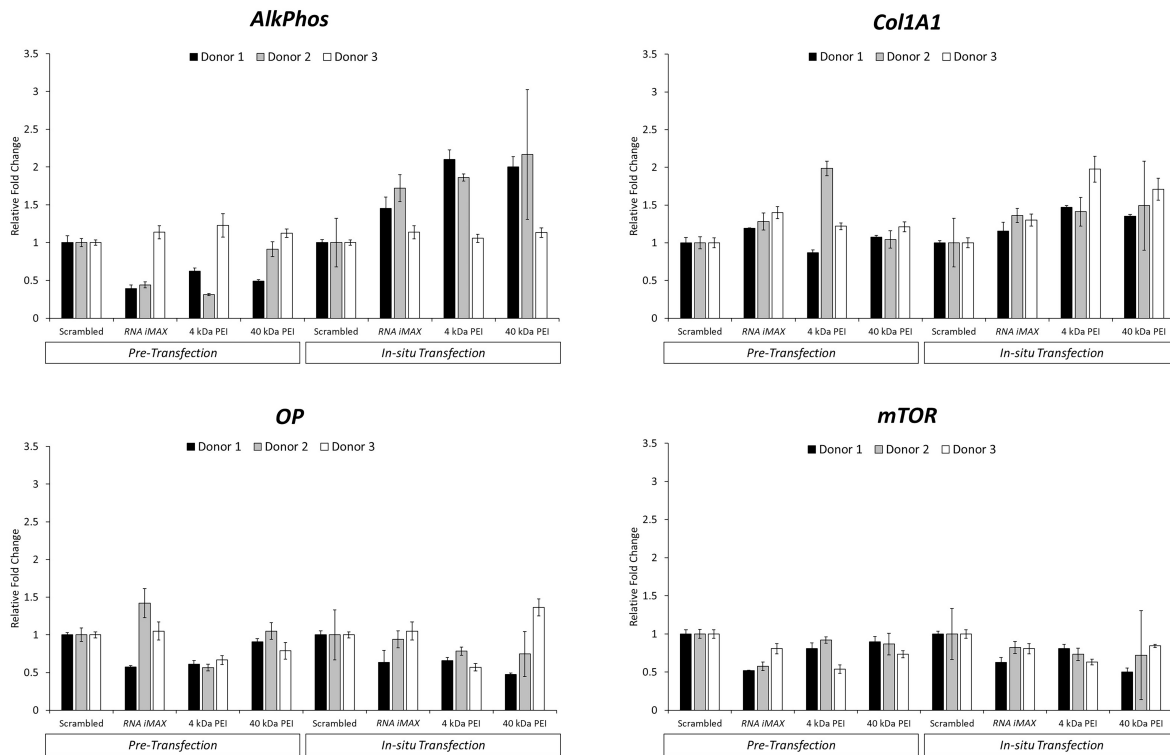 AlkPhos
Donor 1 Donor 2 Donor 3
Relative Fold Change
3.5
3
2.5
2
1.5
1
0.5
0
Scrambled RNA iMAX 4 kDa PEI 40 kDa PEI Scrambled RNA iMAX 4 kDa PEI 40 kDa PEI
Pre-Transfection In-situ Transfection
Col1A1
Donor 1 Donor 2 Donor 3
Relative Fold Change
3.5
3
2.5
2
1.5
1
0.5
0
Scrambled RNA iMAX 4 kDa PEI 40 kDa PEI Scrambled RNA iMAX 4 kDa PEI 40 kDa PEI
Pre-Transfection In-situ Transfection
OP
Donor 1 Donor 2 Donor 3
Relative Fold Change
3.5
3
2.5
2
1.5
1
0.5
0
Scrambled RNA iMAX 4 kDa PEI 40 kDa PEI Scrambled RNA iMAX 4 kDa PEI 40 kDa PEI
Pre-Transfection In-situ Transfection
mTOR
Donor 1 Donor 2 Donor 3
Relative Fold Change
3.5
3
2.5
2
1.5
1
0.5
0
Scrambled RNA iMAX 4 kDa PEI 40 kDa PEI Scrambled RNA iMAX 4 kDa PEI 40 kDa PEI
Pre-Transfection In-situ Transfection